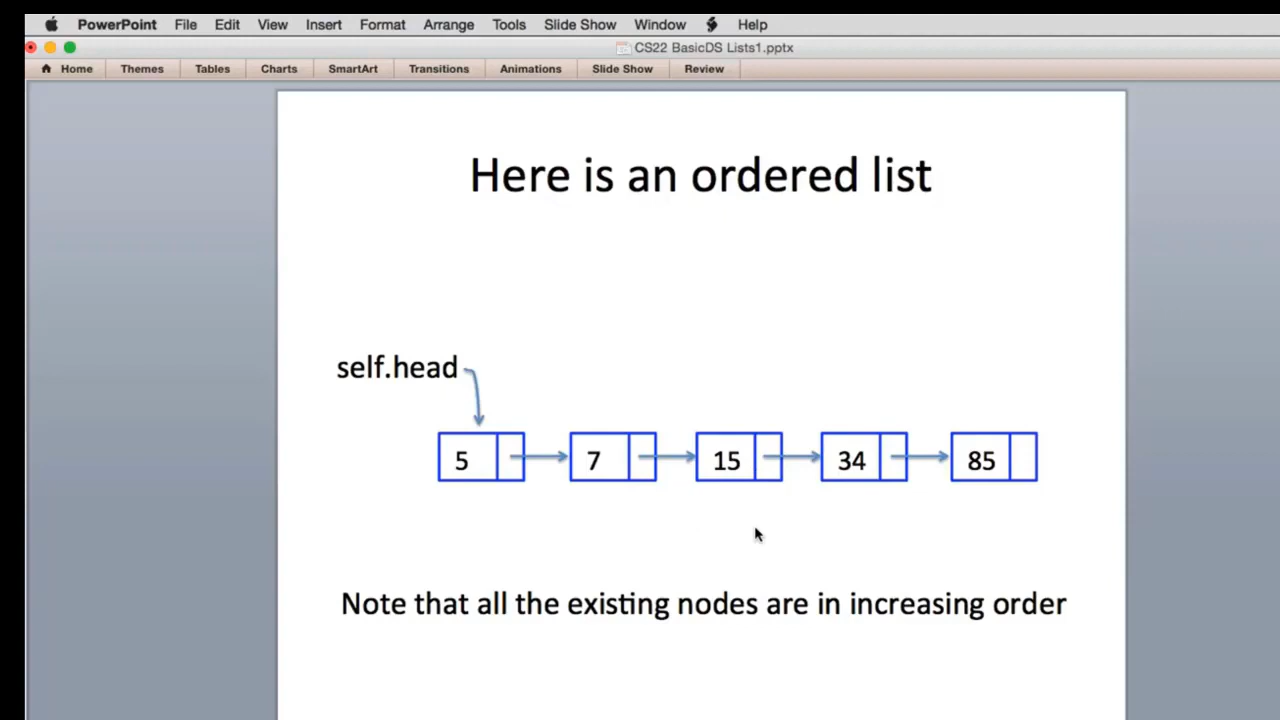 PowerPoint File Edit View Insert Format Arrange Tools Slide Show Window Help
CS22 BasicDS Lists1.pptx
Home Themes Tables Charts SmartArt Transitions Animations Slide Show Review
Here is an ordered list
self.head
5 7 15 34 85
Note that all the existing nodes are in increasing order